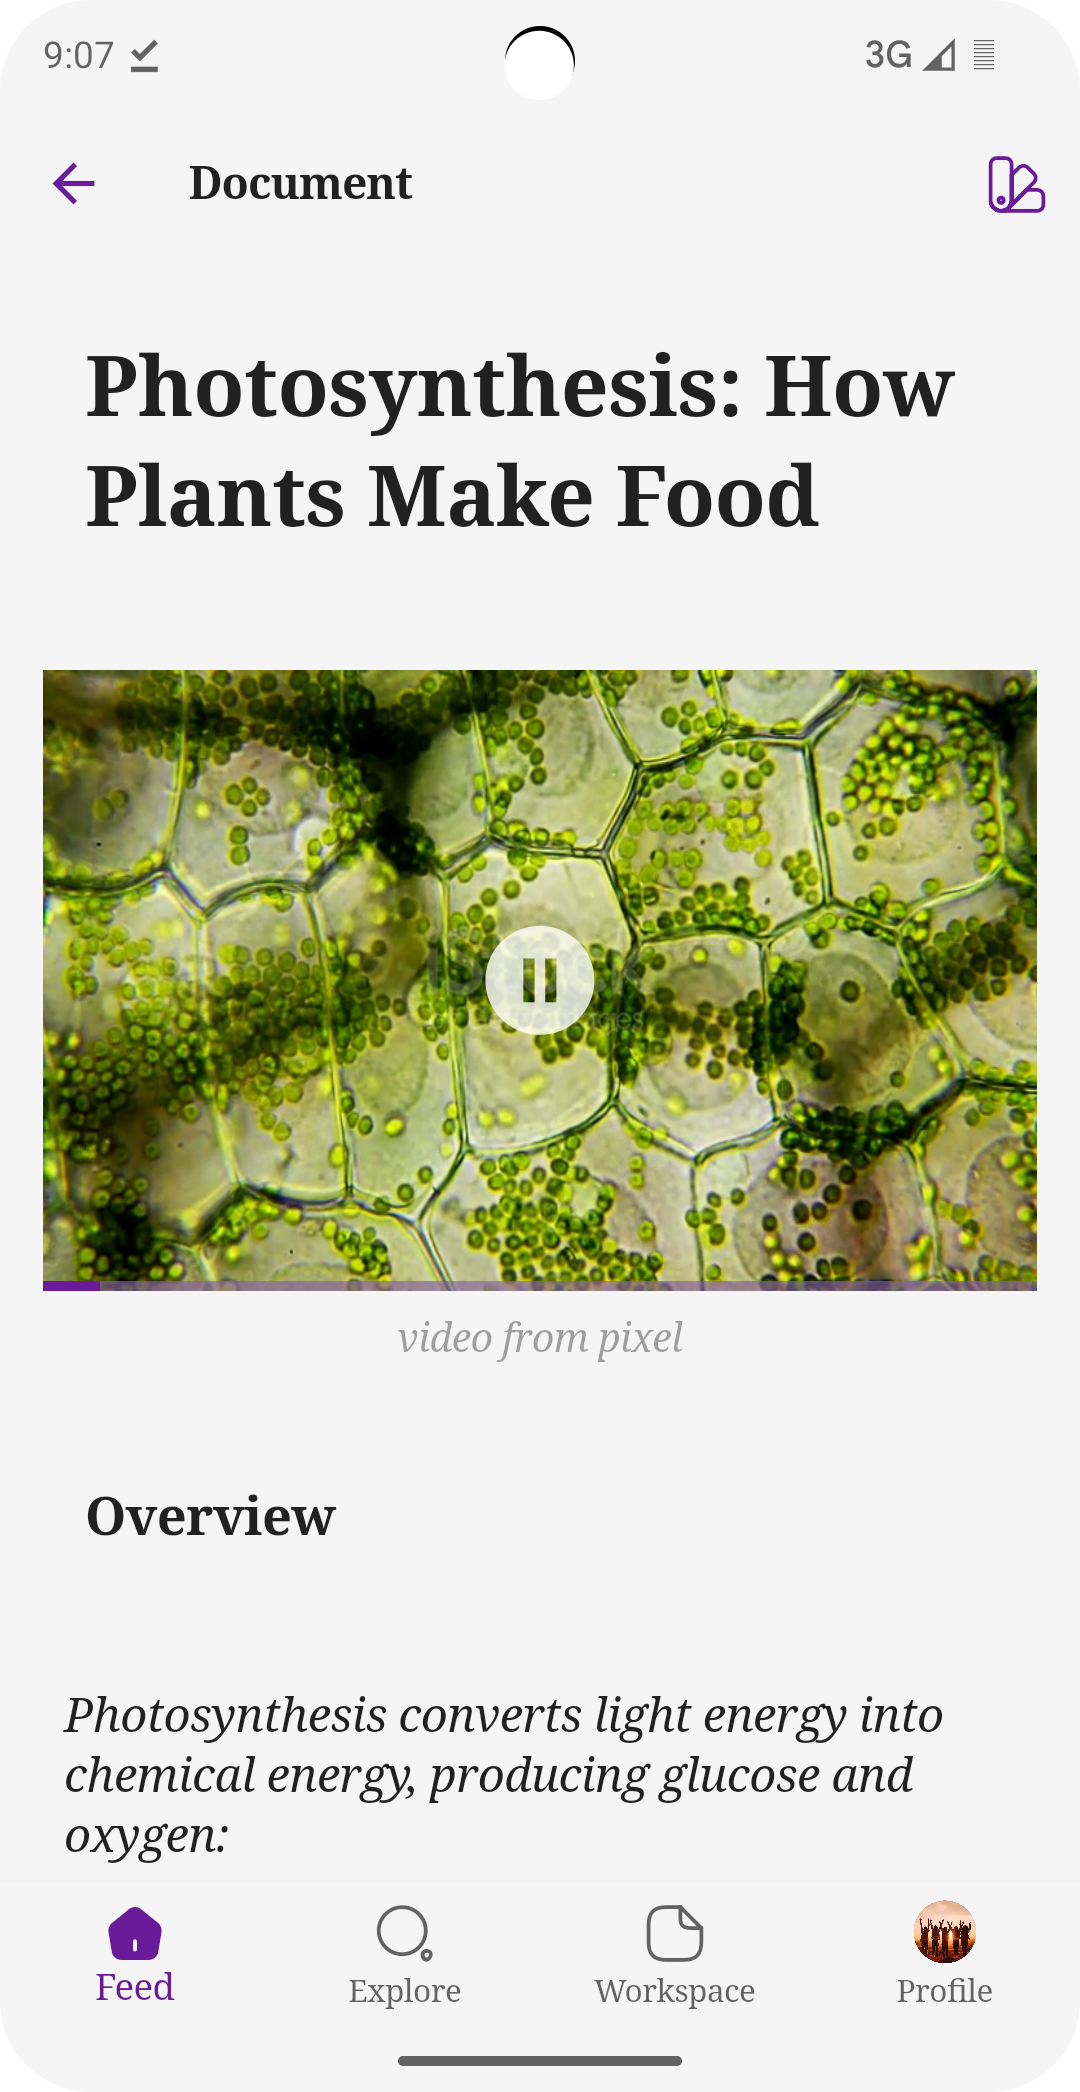 9:07
3G
Document
Photosynthesis: How
Plants Make Food
video from pixel
Overview
Photosynthesis converts light energy into
chemical energy, producing glucose and
oxygen:
Feed
Explore
Workspace
Profile